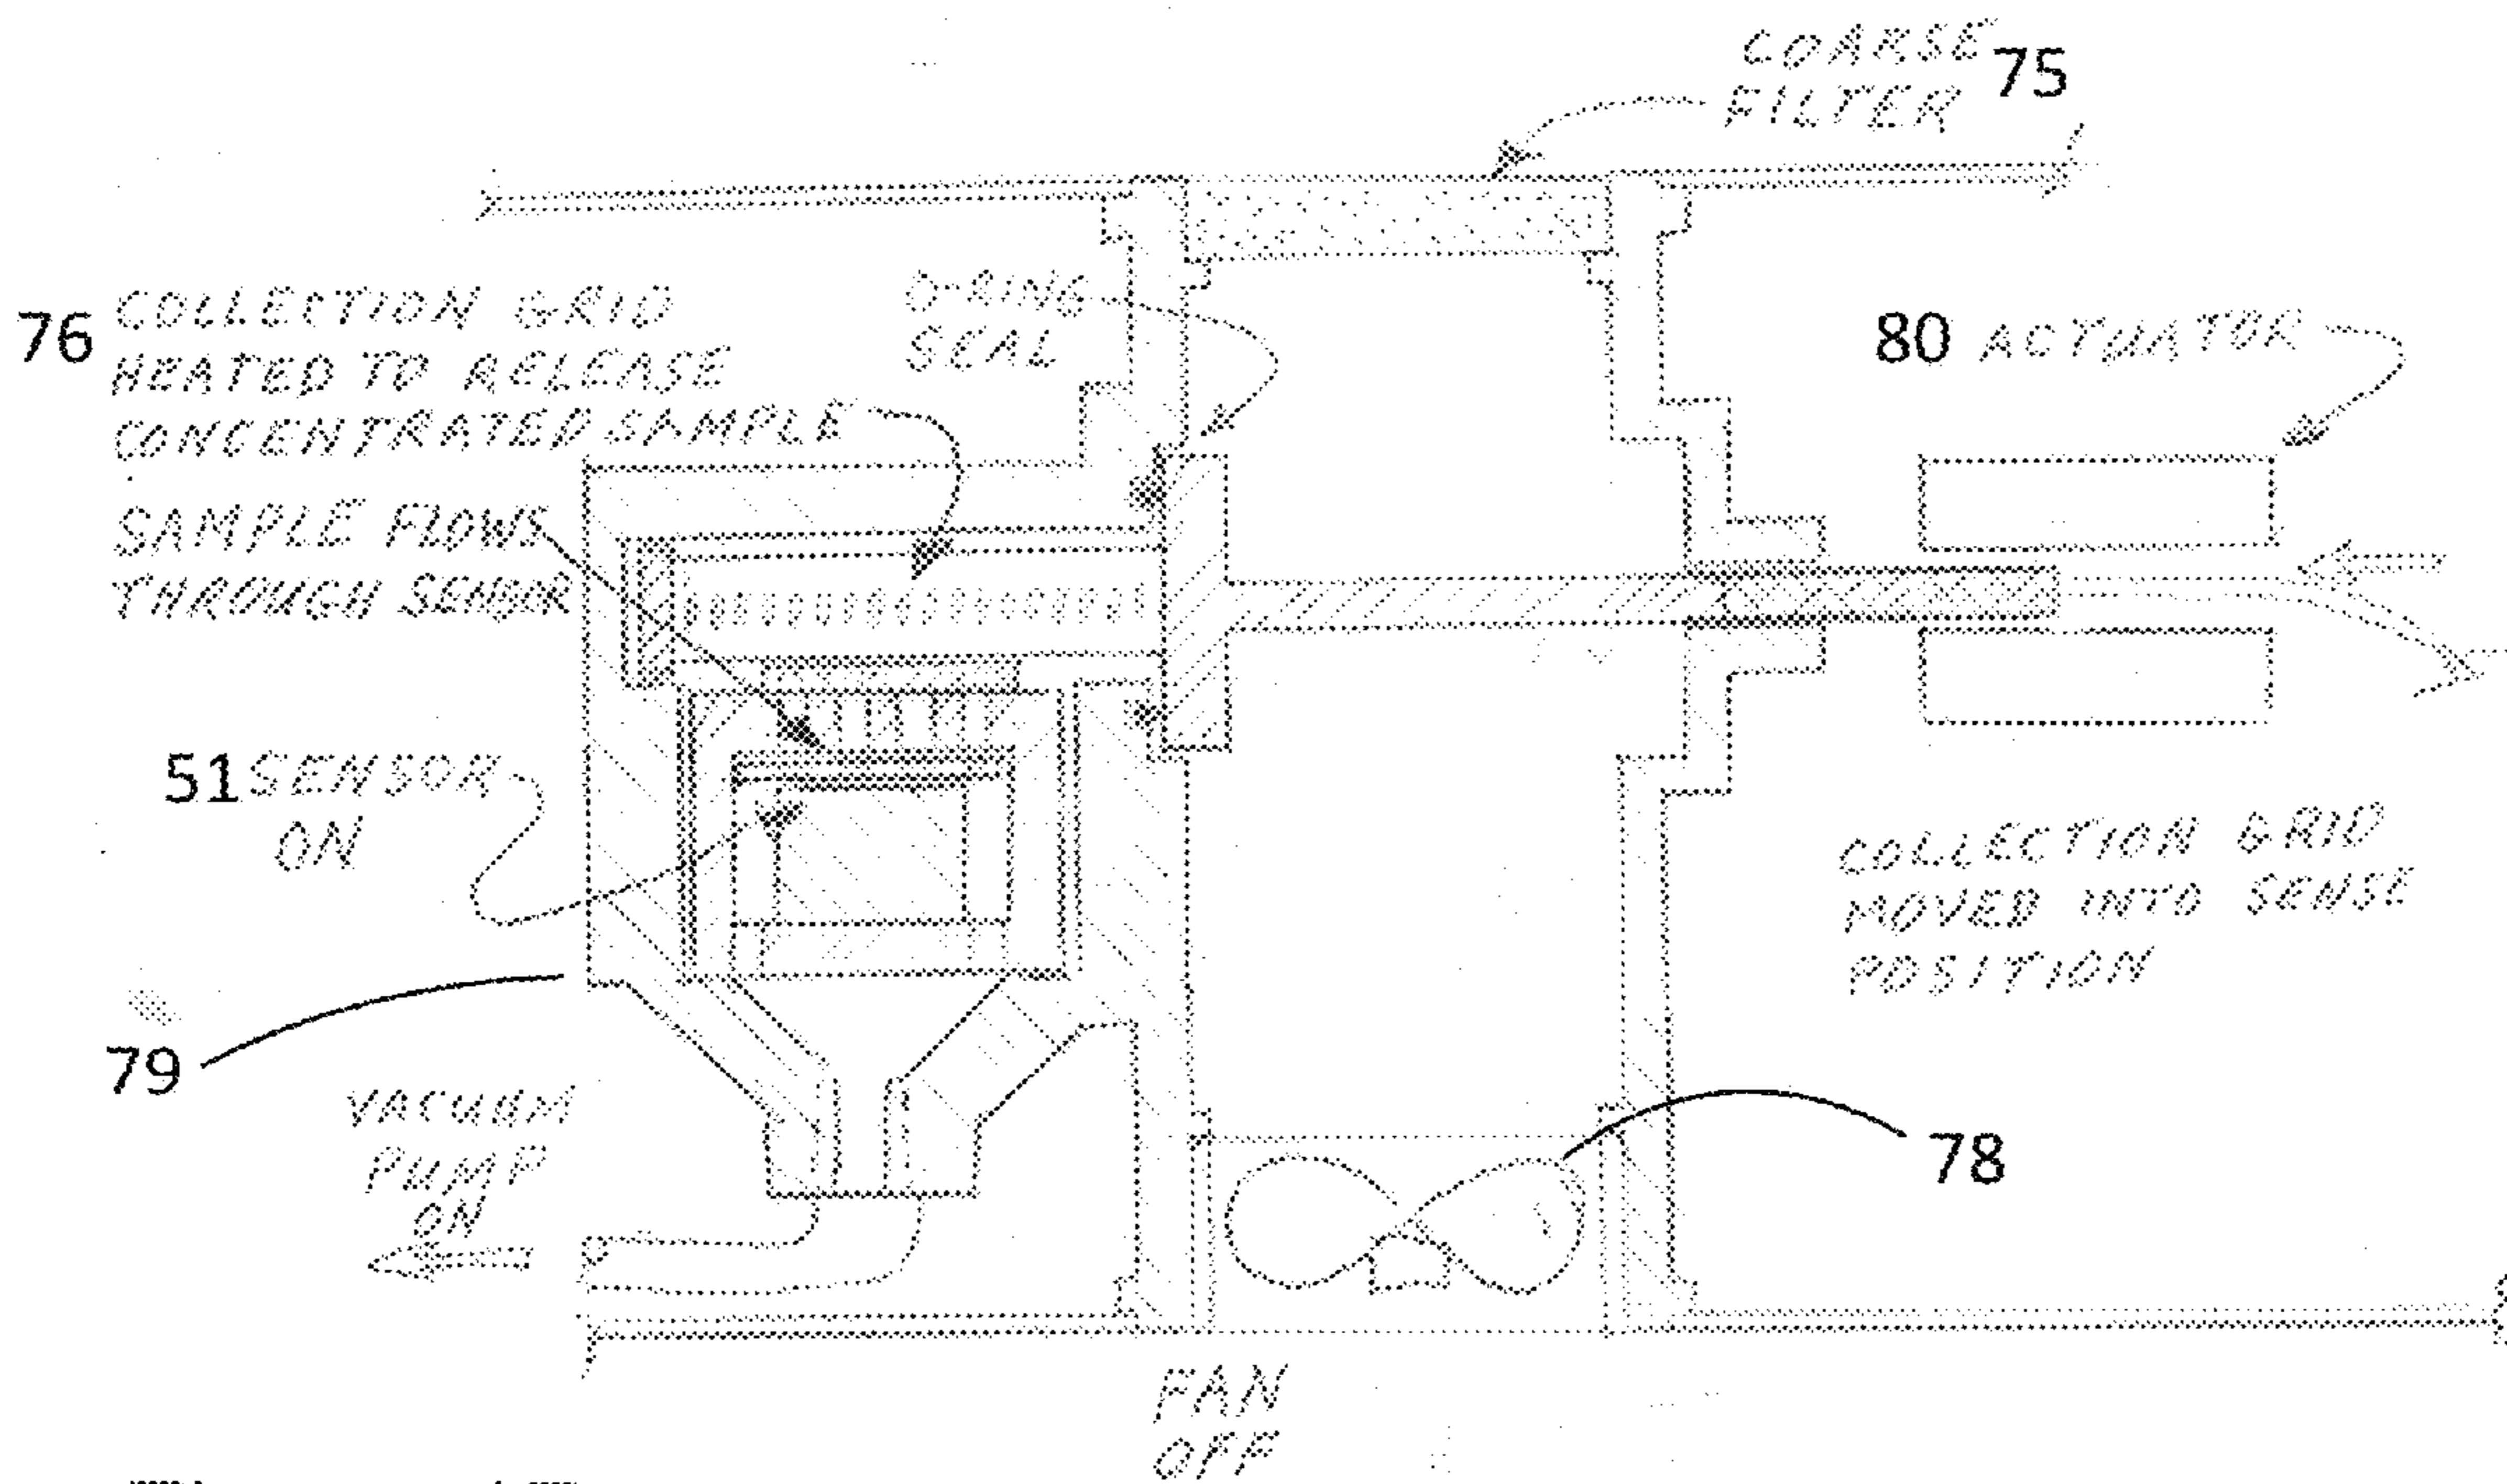 COARSE 75
FILTER
76 COLLECTION GRID
HEATED TO RELEASE
CONCENTRATED SAMPLE
O-RING
SEAL
80 ACTUATOR
SAMPLE FLOWS
THROUGH SENSOR
51 SENSOR
ON
COLLECTION GRID
MOVED INTO SENSE
POSITION
79
VACUUM
PUMP
ON
78
FAN
OFF